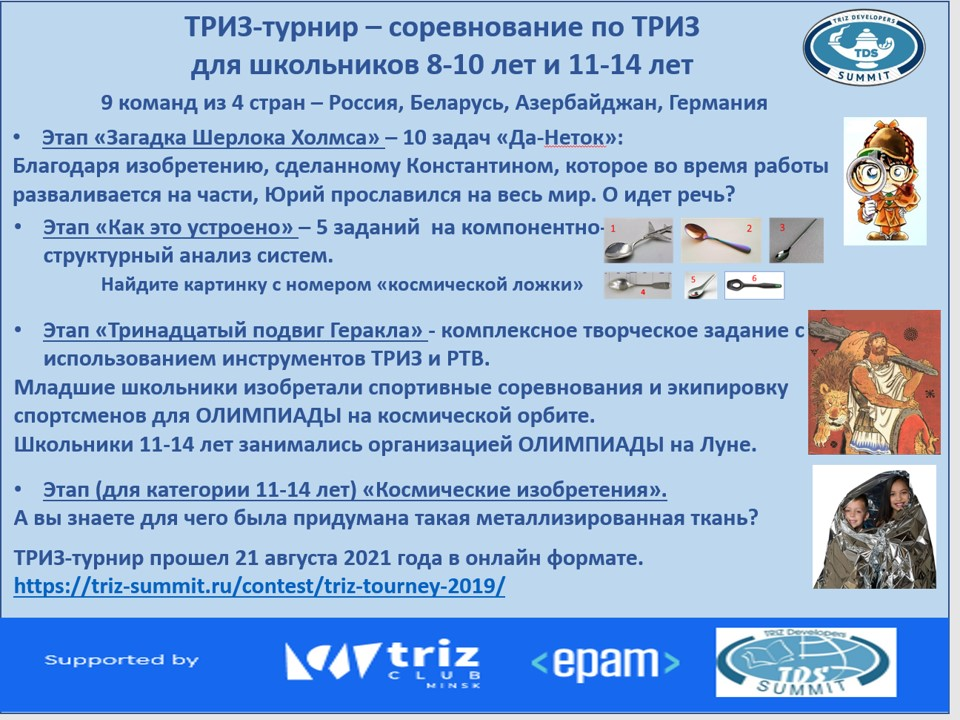 ТРИЗ-турнир – соревнование по ТРИЗ
для школьников 8-10 лет и 11-14 лет
TRIZ DEVELOPERS
TDS
SUMMIT
9 команд из 4 стран – Россия, Беларусь, Азербайджан, Германия
• Этап «Загадка Шерлока Холмса» – 10 задач «Да-Неток»:
Благодаря изобретению, сделанному Константином, которое во время работы
разваливается на части, Юрий прославился на весь мир. О идет речь?
• Этап «Как это устроено» – 5 заданий на компонентно-
структурный анализ систем.
1 2 3
4 5 6
Найдите картинку с номером «космической ложки»
• Этап «Тринадцатый подвиг Геракла» - комплексное творческое задание с
использованием инструментов ТРИЗ и РТВ.
Младшие школьники изобретали спортивные соревнования и экипировку
спортсменов для ОЛИМПИАДЫ на космической орбите.
Школьники 11-14 лет занимались организацией ОЛИМПИАДЫ на Луне.
• Этап (для категории 11-14 лет) «Космические изобретения».
А вы знаете для чего была придумана такая металлизированная ткань?
ТРИЗ-турнир прошел 21 августа 2021 года в онлайн формате.
https://triz-summit.ru/contest/triz-tourney-2019/
Supported by
triz
CLUB
MINSK
<epam>
TRIZ Developers
TDS
SUMMIT